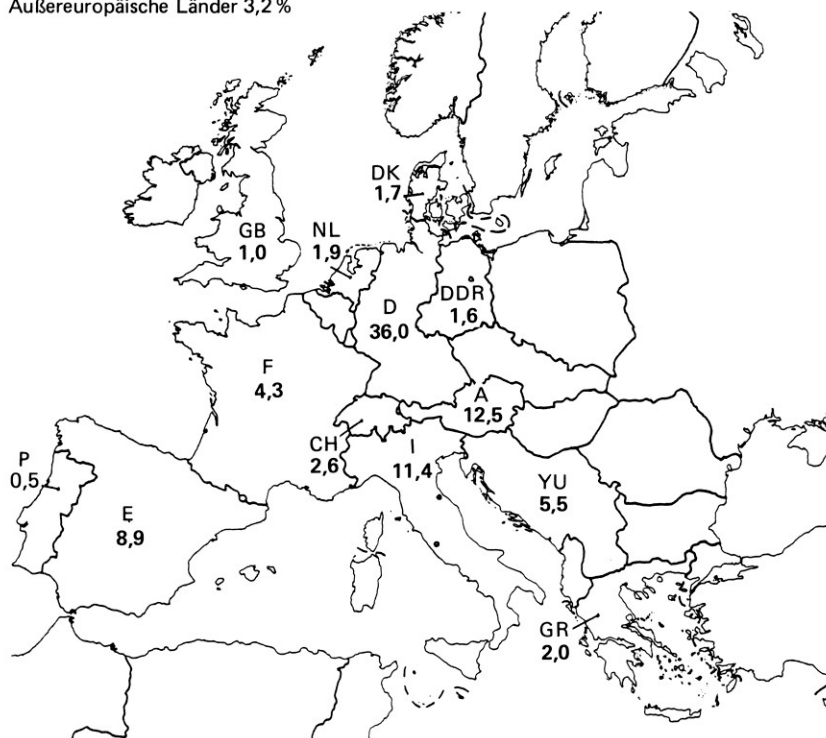 Außereuropäische Länder 3,2 %
DK
1,7
GB
1,0
NL
1,9
D
36,0
DDR
1,6
F
4,3
A
12,5
CH
2,6
I
11,4
P
0,5
E
8,9
YU
5,5
GR
2,0